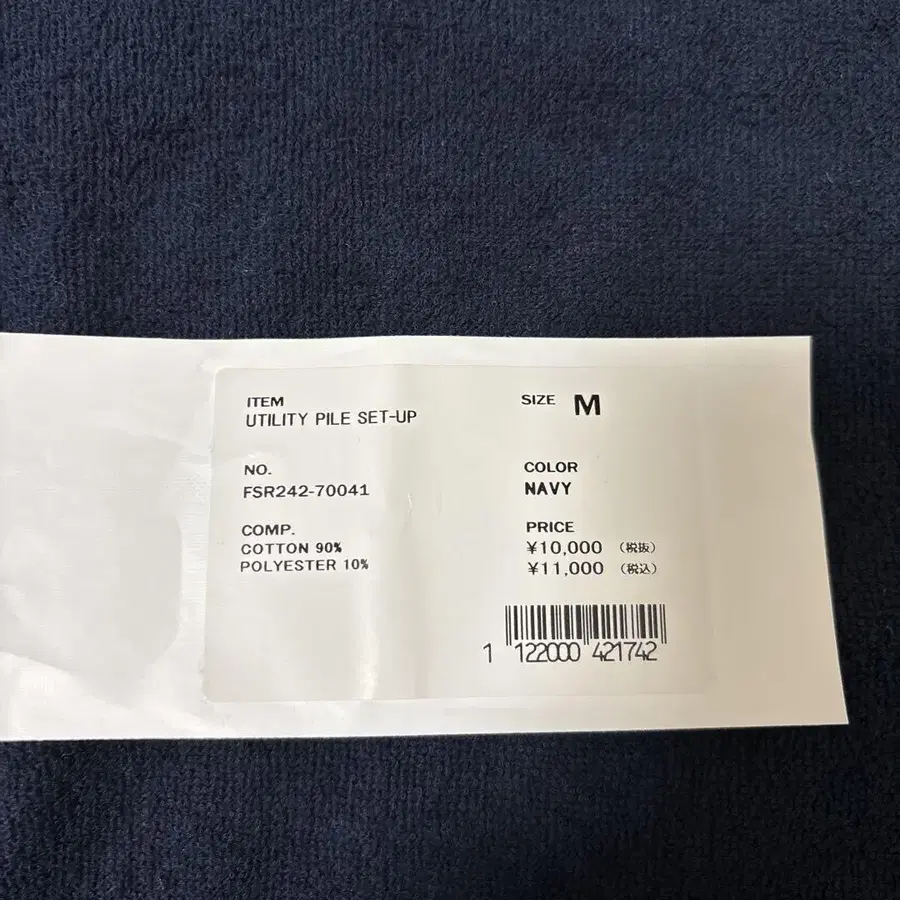 ITEM
UTILITY PILE SET-UP
SIZE M
NO.
FSR242-70041
COLOR
NAVY
COMP.
COTTON 90%
POLYESTER 10%
PRICE
¥10,000 (税抜)
¥11,000 (税込)
1 122000 421742